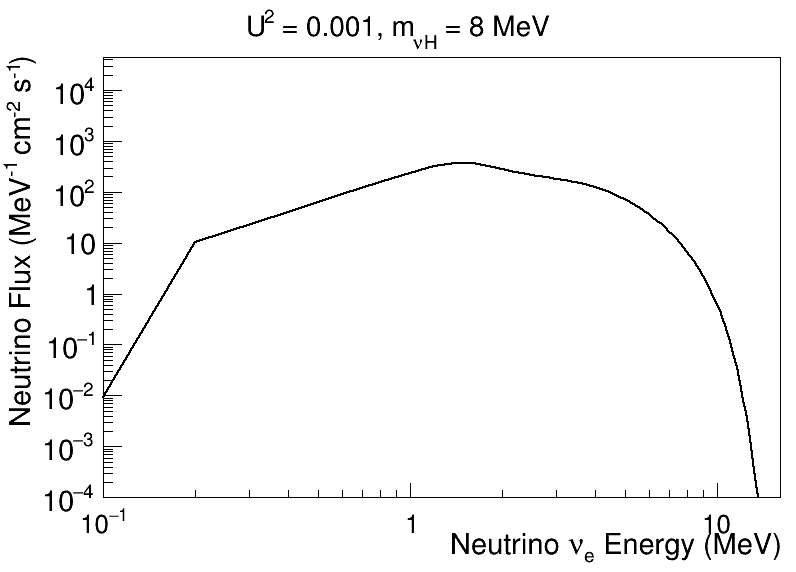 U² = 0.001, m_νH = 8 MeV
Neutrino Flux (MeV⁻¹ cm⁻² s⁻¹)
10⁴
10³
10²
10
1
10⁻¹
10⁻²
10⁻³
10⁻⁴
10⁻¹ 1 10
Neutrino νₑ Energy (MeV)